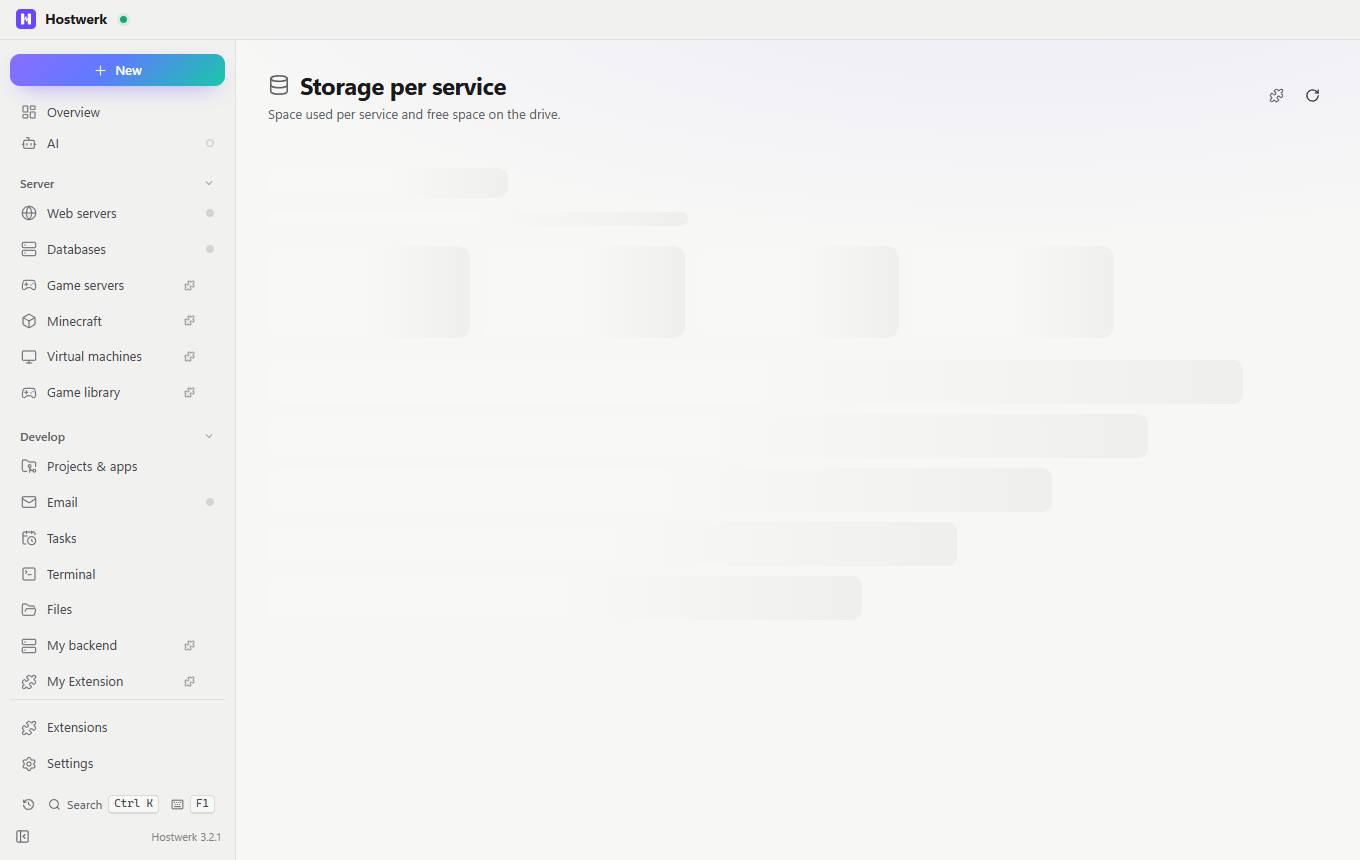 Hostwerk
New
Overview
AI
Server
Web servers
Databases
Game servers
Minecraft
Virtual machines
Game library
Develop
Projects & apps
Email
Tasks
Terminal
Files
My backend
My Extension
Extensions
Settings
Search Ctrl K F1
Hostwerk 3.2.1
Storage per service
Space used per service and free space on the drive.